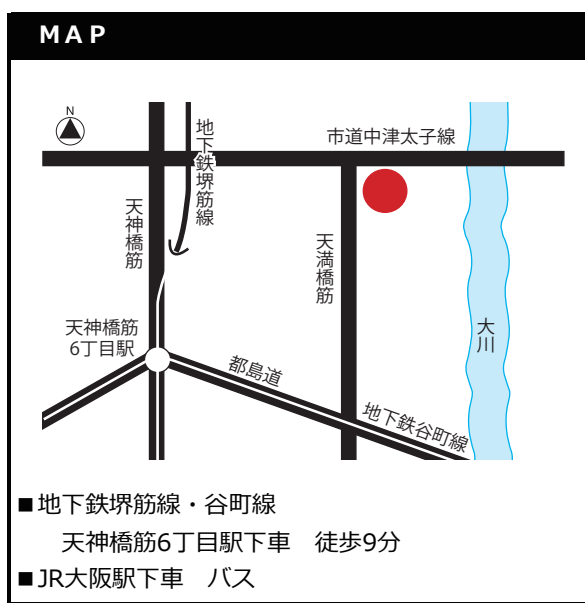 MAP
N
市道中津太子線
地下鉄堺筋線
天神橋筋
天満橋筋
大川
天神橋筋
6丁目駅
都島道
地下鉄谷町線
■地下鉄堺筋線・谷町線
天神橋筋6丁目駅下車　徒歩9分
■JR大阪駅下車　バス